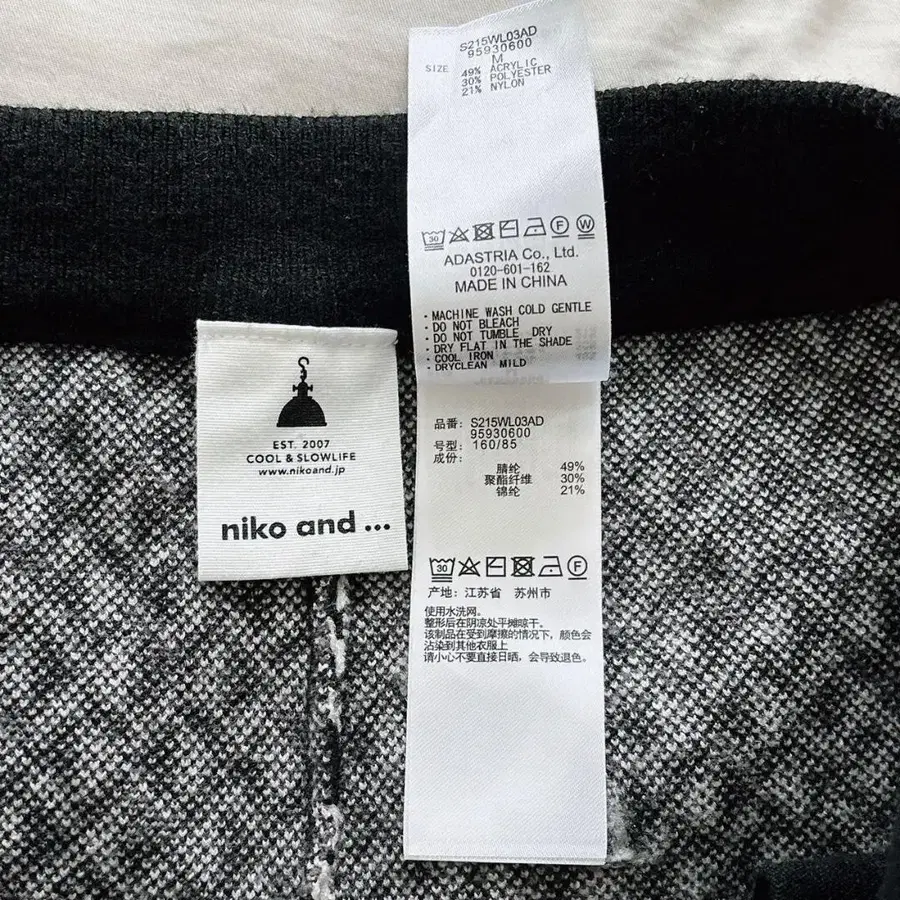 S215WL03AD
95930600
SIZE M
49% ACRYLIC
30% POLYESTER
21% NYLON
30 F W
ADASTRIA Co., Ltd.
0120-601-162
MADE IN CHINA
・MACHINE WASH COLD GENTLE
・DO NOT BLEACH
・DO NOT TUMBLE DRY
・DRY FLAT IN THE SHADE
・COOL IRON
・DRYCLEAN MILD
EST. 2007
COOL & SLOWLIFE
www.nikoand.jp
niko and ...
品番: S215WL03AD
95930600
号型: 160/85
成份:
腈纶 49%
聚酯纤维 30%
锦纶 21%
30 F
产地: 江苏省 苏州市
使用水洗网。
整形后在阴凉处平摊晾干。
该制品在受到摩擦的情况下，颜色会
沾染到其他衣服上
请小心不要直接日晒，会导致退色。